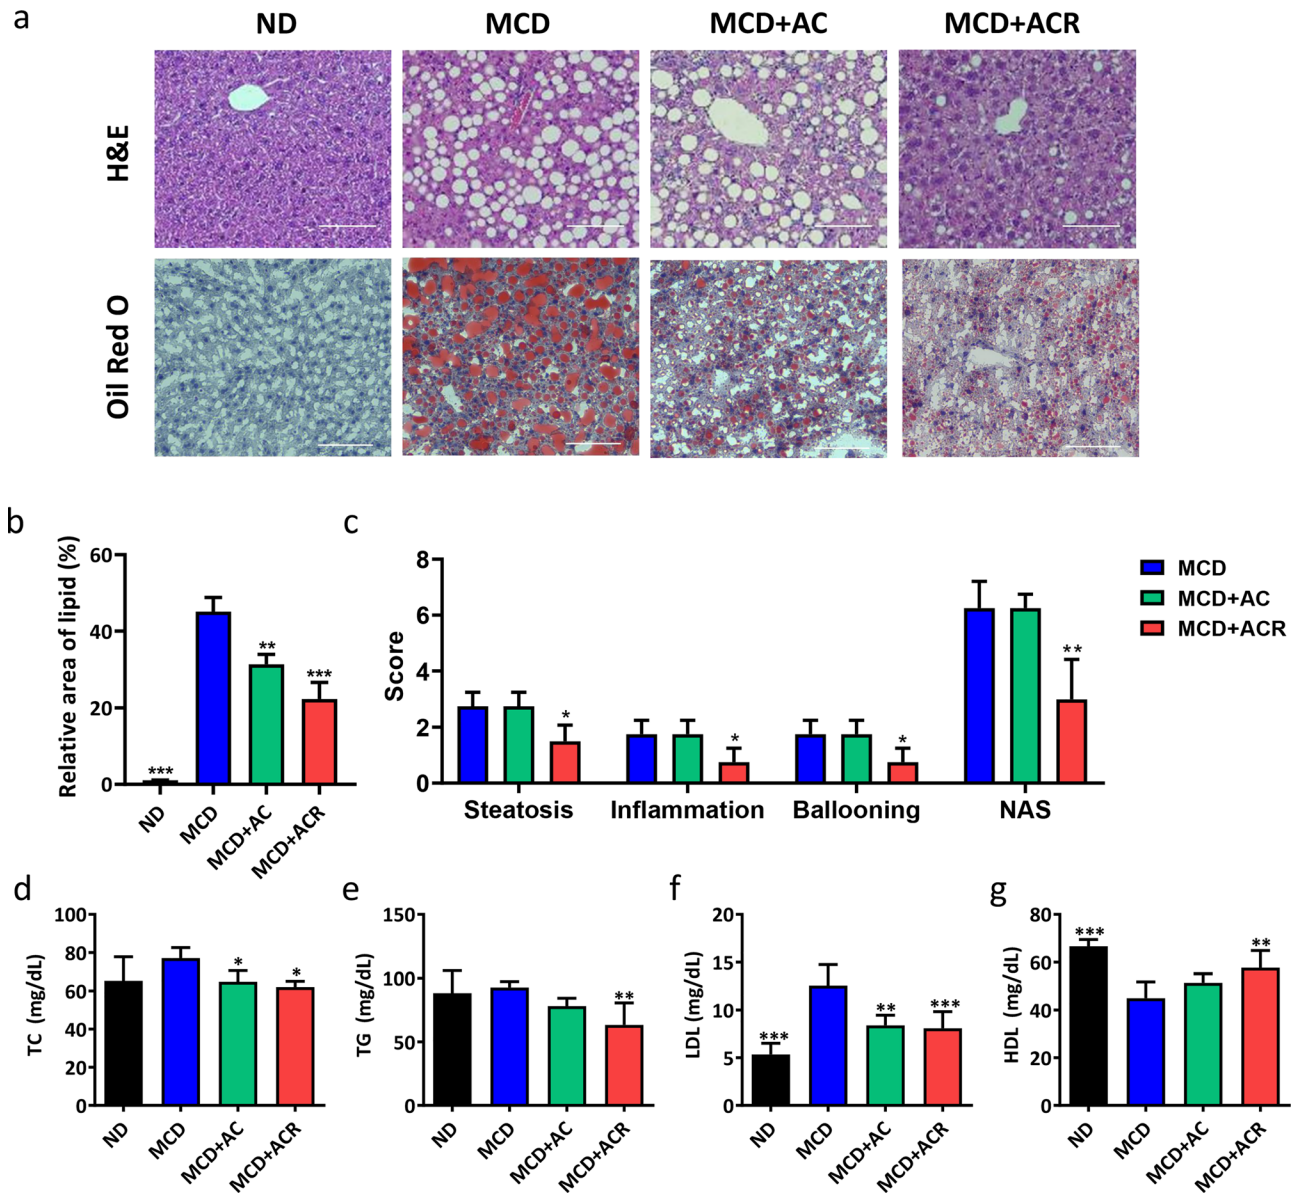 a
ND MCD MCD+AC MCD+ACR
H&E
Oil Red O
b
Relative area of lipid (%)
60
40
20
0
***
**
***
ND MCD MCD+AC MCD+ACR
c
Score
8
6
4
2
0
*
*
*
**
Steatosis Inflammation Ballooning NAS
MCD
MCD+AC
MCD+ACR
d
TC (mg/dL)
100
80
60
40
20
0
*
*
ND MCD MCD+AC MCD+ACR
e
TG (mg/dL)
150
100
50
0
**
ND MCD MCD+AC MCD+ACR
f
LDL (mg/dL)
20
15
10
5
0
***
**
***
ND MCD MCD+AC MCD+ACR
g
HDL (mg/dL)
80
60
40
20
0
***
**
ND MCD MCD+AC MCD+ACR